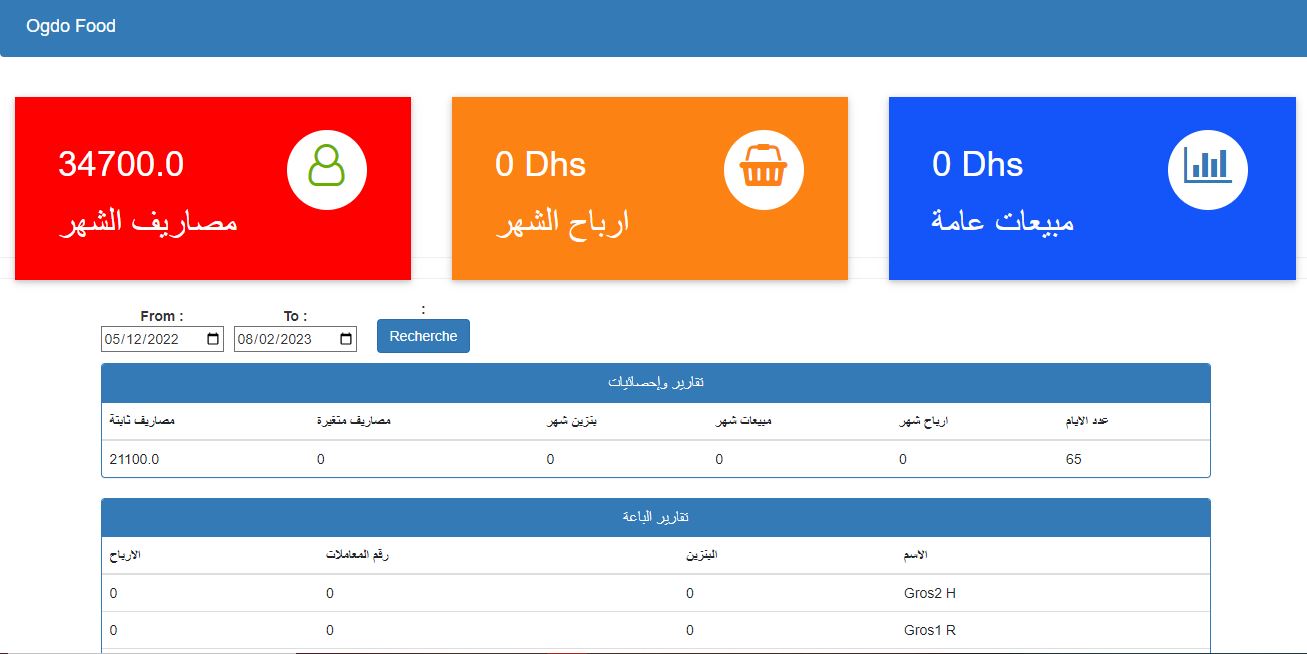 Ogdo Food
34700.0
مصاريف الشهر
0 Dhs
ارباح الشهر
0 Dhs
مبيعات عامة
From : To : :
05/12/2022 08/02/2023 Recherche
تقارير وإحصائيات
مصاريف ثابتة مصاريف متغيرة بنزين شهر مبيعات شهر ارباح شهر عدد الايام
21100.0 0 0 0 0 65
تقارير الباعة
الارباح رقم المعاملات البنزين الاسم
0 0 0 Gros2 H
0 0 0 Gros1 R